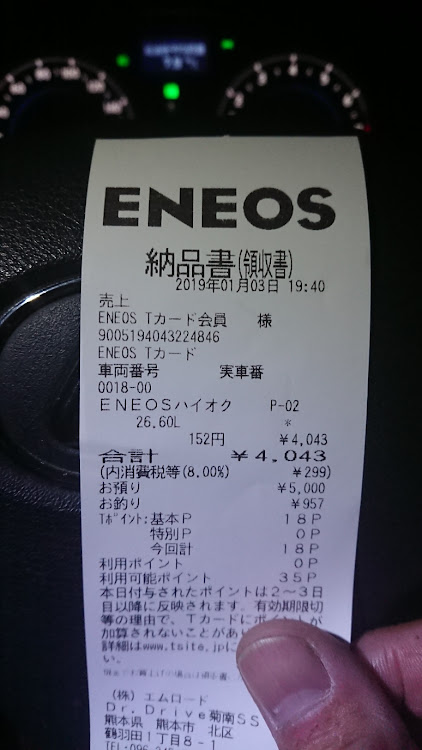 ENEOS
納品書(領収書)
2019年01月03日 19:40
売上
ENEOS Tカード会員 様
9005194043224846
ENEOS Tカード
車両番号 実車番
0018-00
ENEOSハイオク P-02
26.60L *
152円 ¥4,043
合計 ¥4,043
(内消費税等(8.00%) ¥299)
お預り ¥5,000
お釣り ¥957
Tポイント:基本P 18P
特別P 0P
今回計 18P
利用ポイント 0P
利用可能ポイント 35P
本日付与されたポイントは2〜3日
目以降に反映されます。有効期限切
等の理由で、Tカードにポイントが
加算されないことがあ
詳細はwww.tsite.jpに
い。
(株) エムロード
Dr.Drive菊南SS
熊本県 熊本市 北区
鶴羽田1丁目8-1